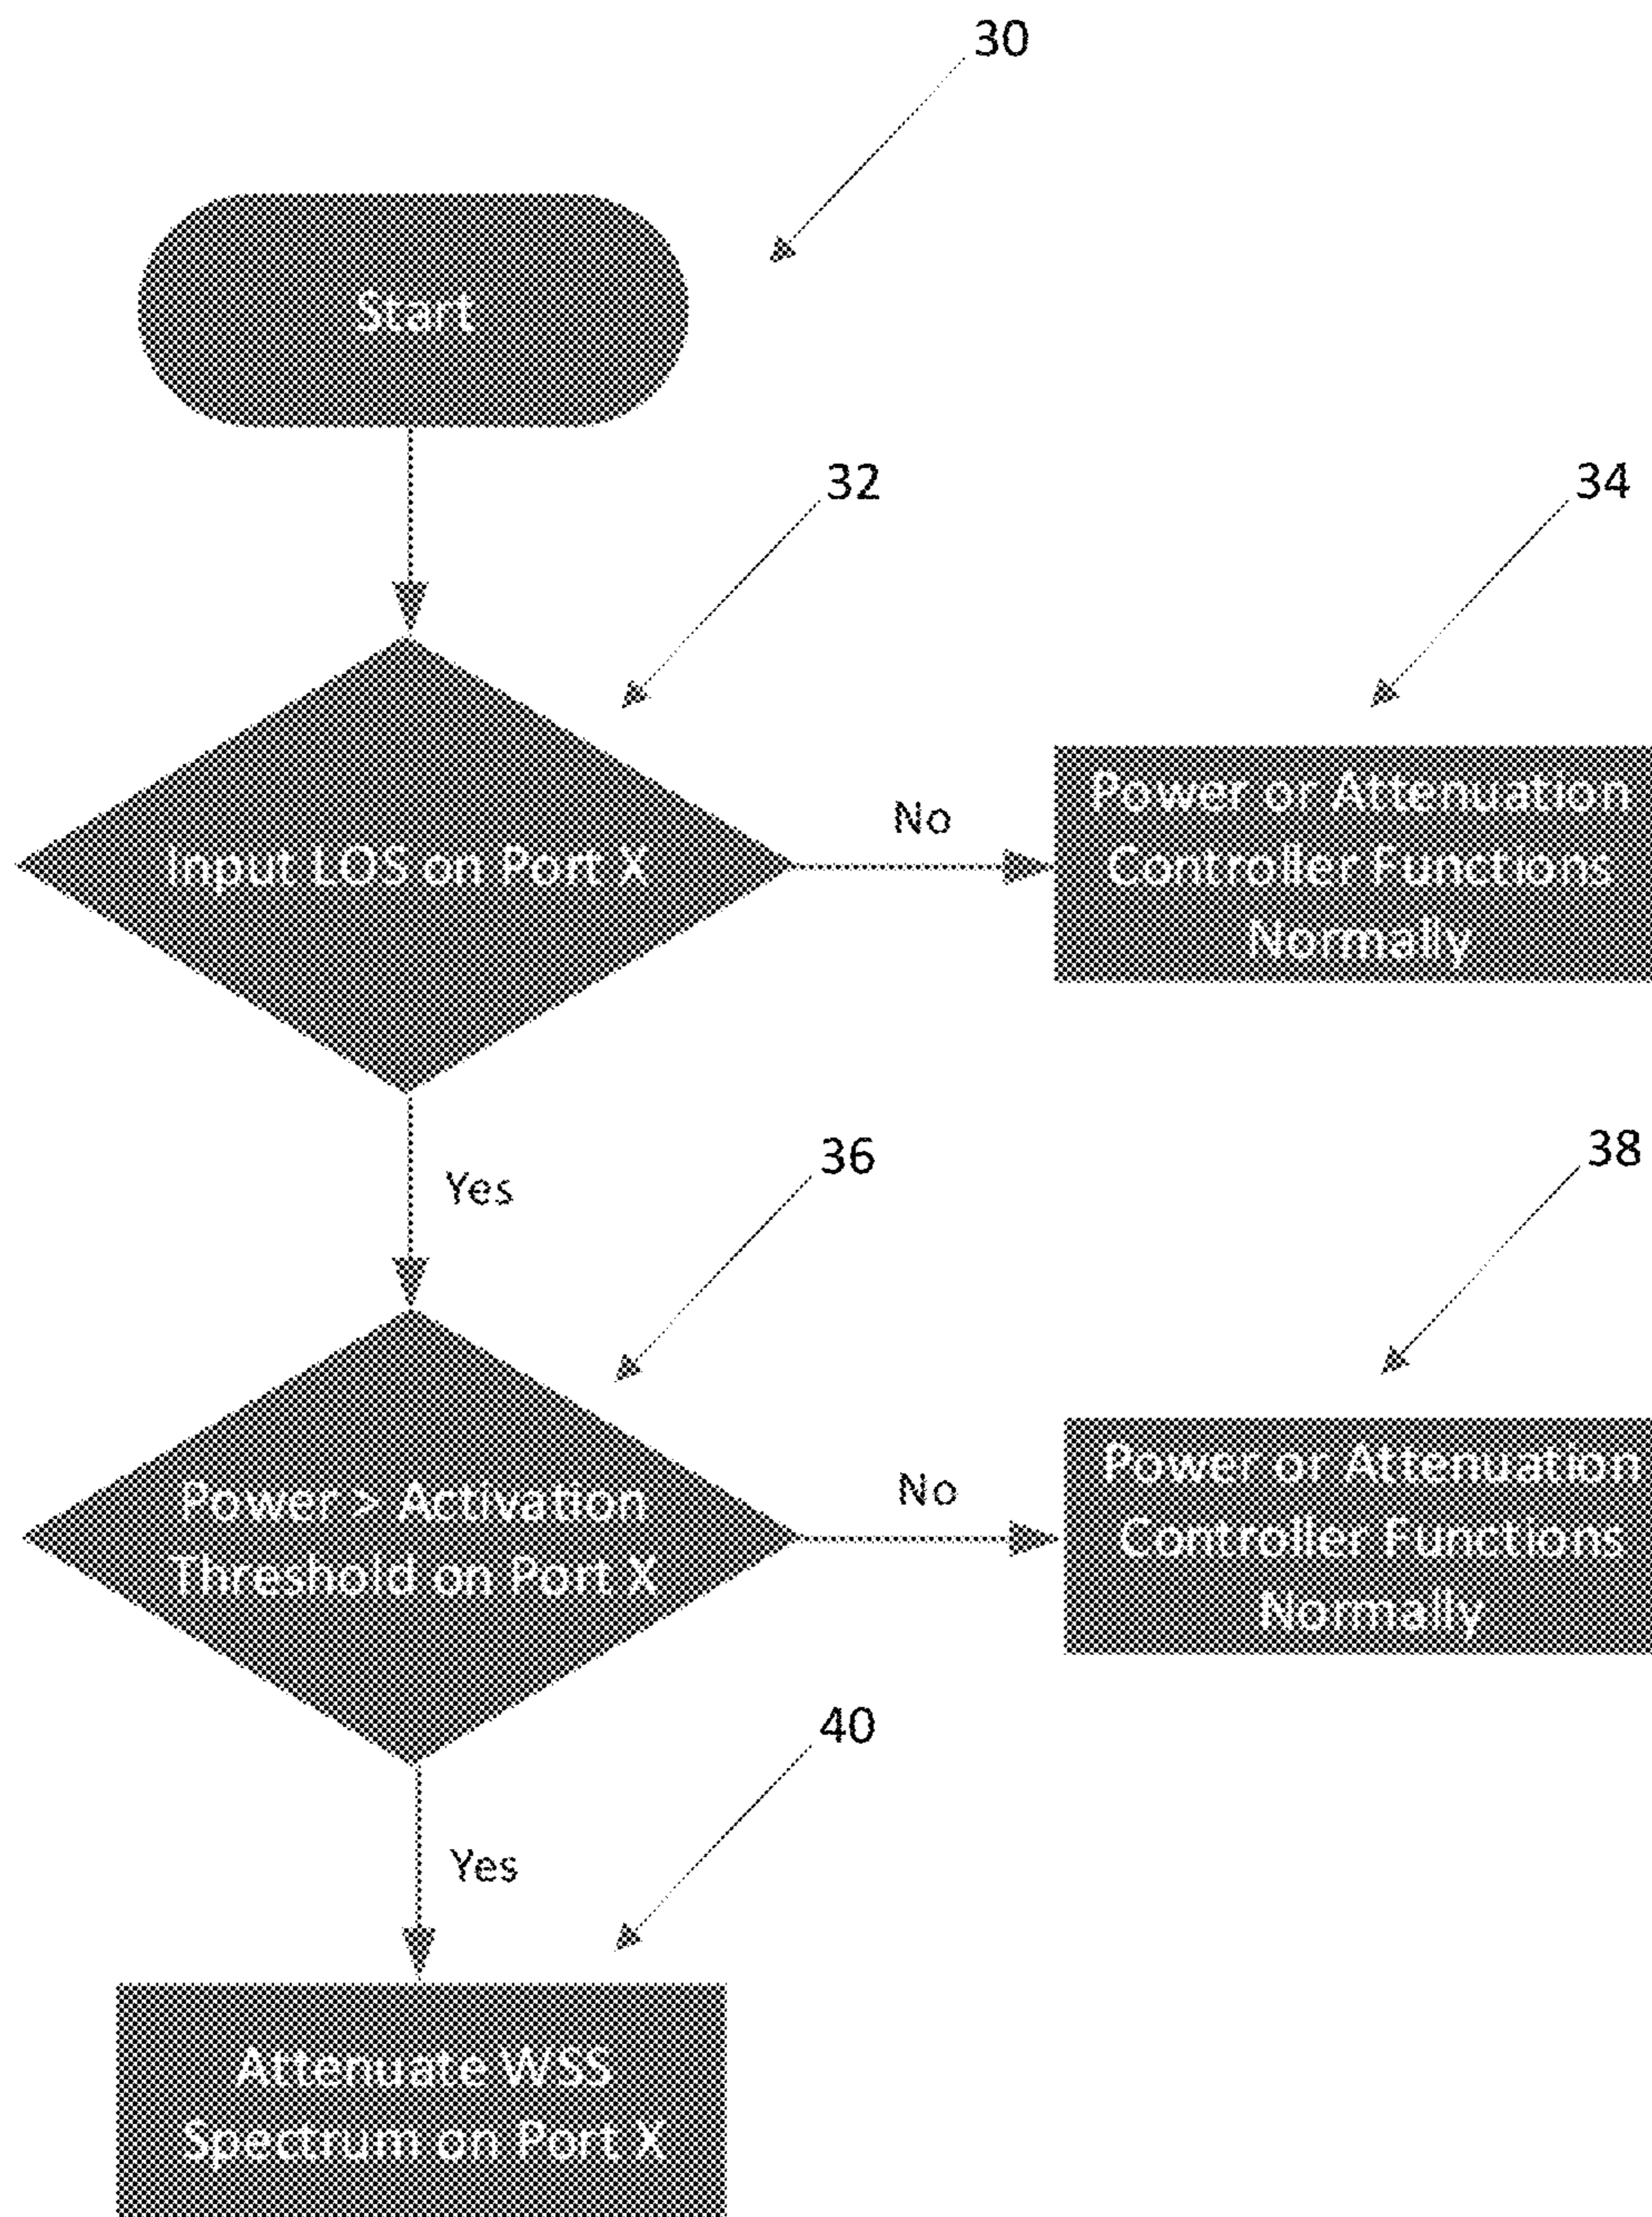 30
Start
32
34
Input LOS on Port X
No
Power or Attenuation
Controller Functions
Normally
Yes
36
38
Power > Activation
Threshold on Port X
No
Power or Attenuation
Controller Functions
Normally
40
Yes
Attenuate WSS
Spectrum on Port X